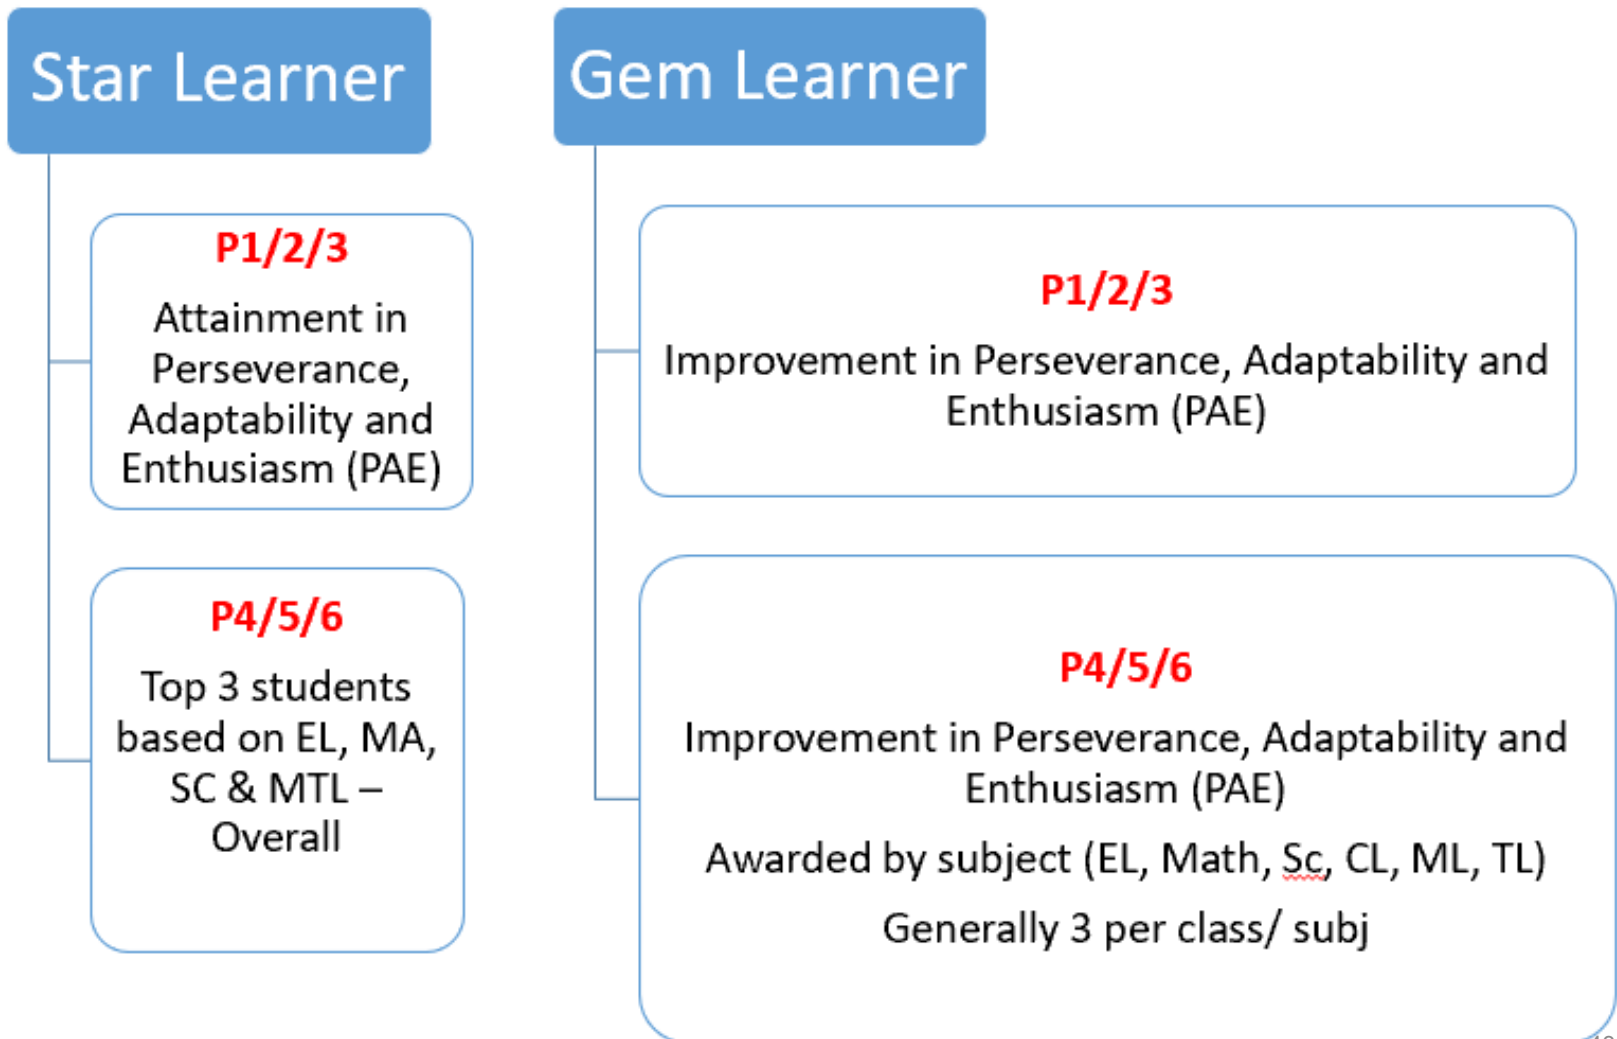 Star Learner
P1/2/3
Attainment in
Perseverance,
Adaptability and
Enthusiasm (PAE)
P4/5/6
Top 3 students
based on EL, MA,
SC & MTL –
Overall
Gem Learner
P1/2/3
Improvement in Perseverance, Adaptability and
Enthusiasm (PAE)
P4/5/6
Improvement in Perseverance, Adaptability and
Enthusiasm (PAE)
Awarded by subject (EL, Math, Sc, CL, ML, TL)
Generally 3 per class/ subj